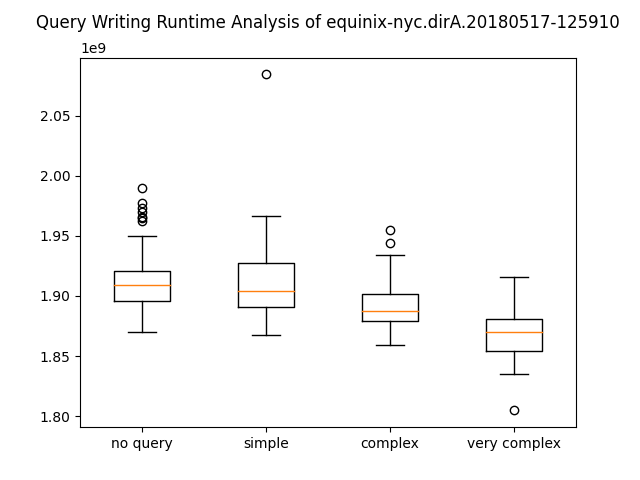 Query Writing Runtime Analysis of equinix-nyc.dirA.20180517-125910
1e9
2.05
2.00
1.95
1.90
1.85
1.80
no query simple complex very complex